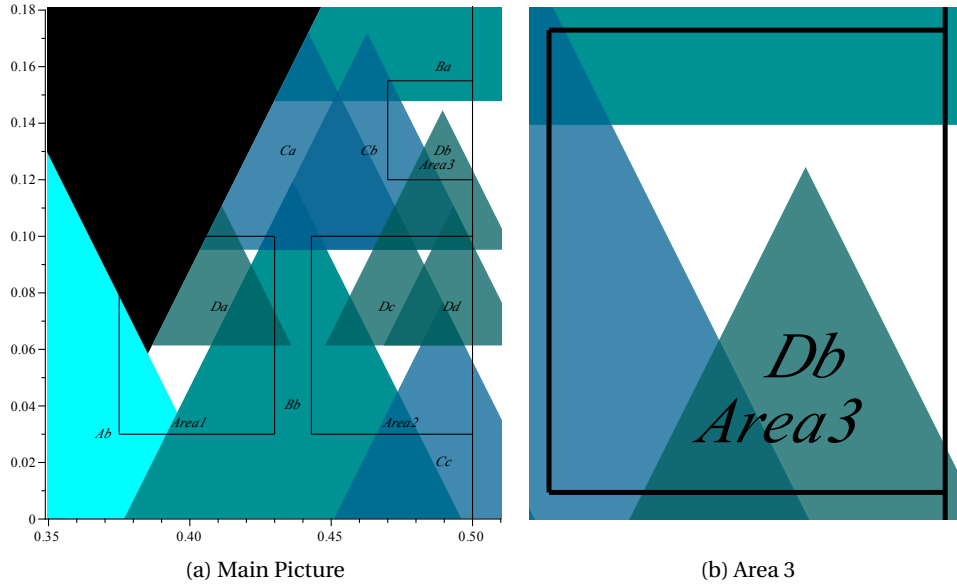 0.18
0.16
0.14
0.12
0.10
0.08
0.06
0.04
0.02
0
0.35
0.40
0.45
0.50
Ba
Ca
Cb
Db
Area3
Da
Dc
Dd
Bb
Ab
Area1
Area2
Cc
(a) Main Picture
Db
Area3
(b) Area 3